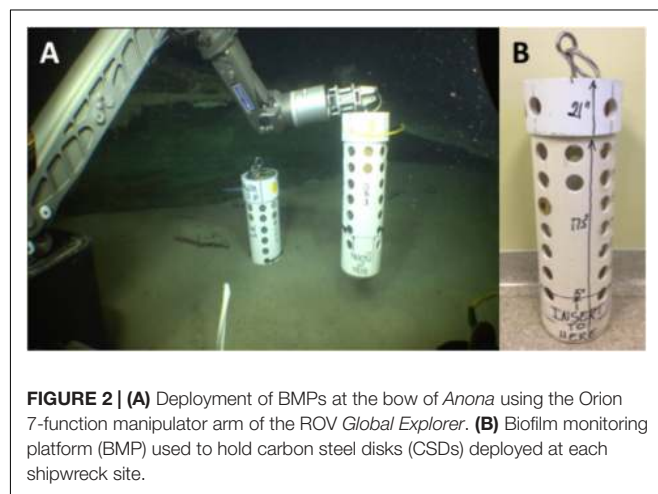 A
B
21"
17.5"
INSERT
TO
HERE
FIGURE 2 | (A) Deployment of BMPs at the bow of Anona using the Orion
7-function manipulator arm of the ROV Global Explorer. (B) Biofilm monitoring
platform (BMP) used to hold carbon steel disks (CSDs) deployed at each
shipwreck site.